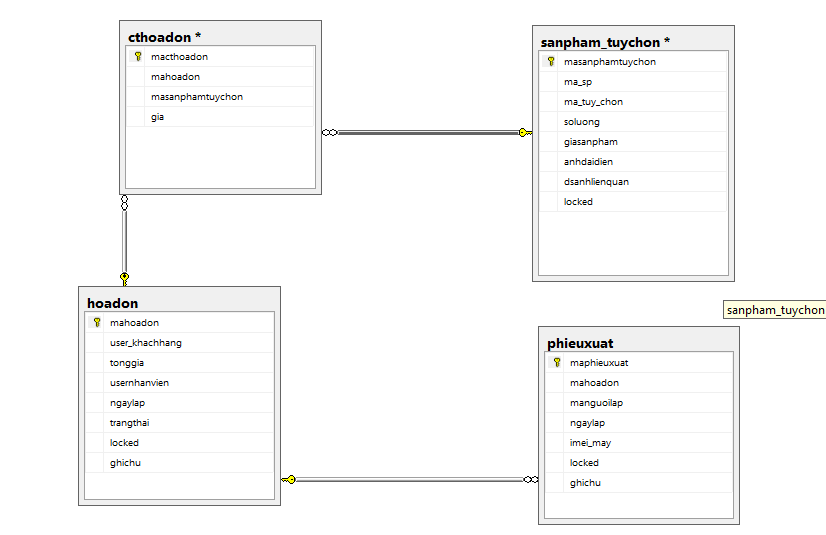 cthoadon *
macthoadon
mahoadon
masanphamtuychon
gia
sanpham_tuychon *
masanphamtuychon
ma_sp
ma_tuy_chon
soluong
giasanpham
anhdaidien
dsanhlienquan
locked
hoadon
mahoadon
user_khachhang
tonggia
usernhanvien
ngaylap
trangthai
locked
ghichu
sanpham_tuychon
phieuxuat
maphieuxuat
mahoadon
manguoilap
ngaylap
imei_may
locked
ghichu